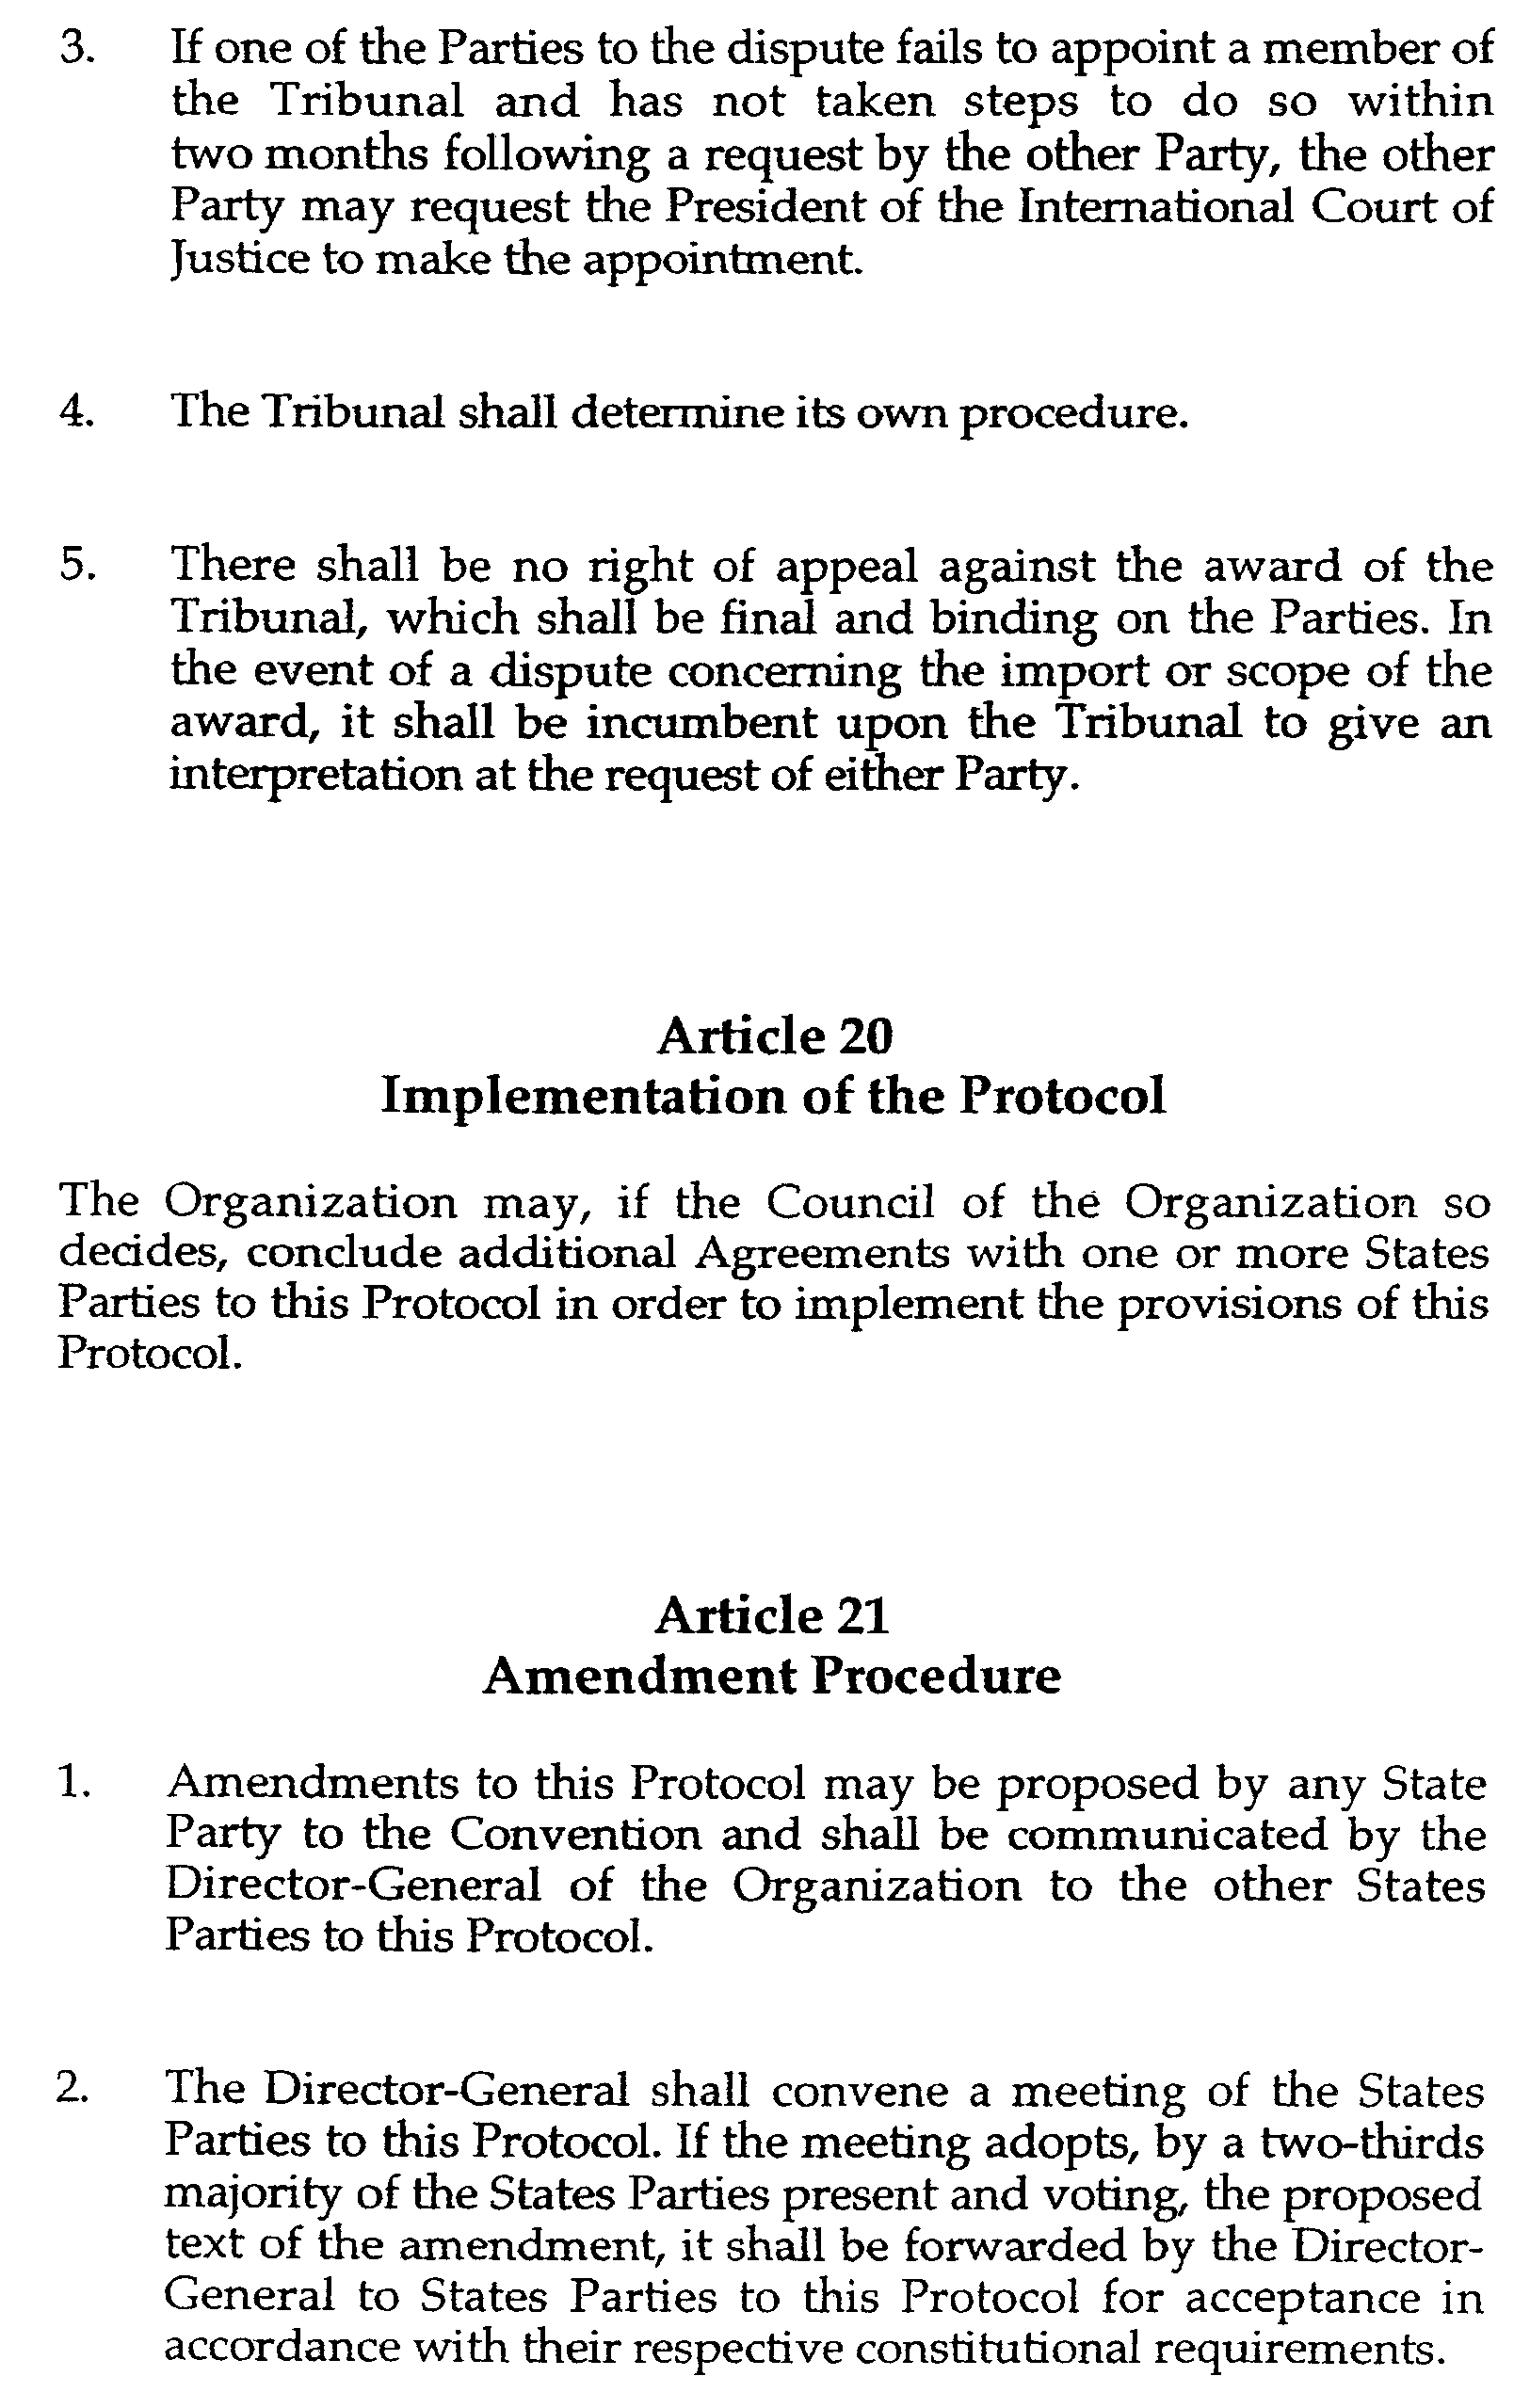 3. If one of the Parties to the dispute fails to appoint a member of
the Tribunal and has not taken steps to do so within
two months following a request by the other Party, the other
Party may request the President of the International Court of
Justice to make the appointment.
4. The Tribunal shall determine its own procedure.
5. There shall be no right of appeal against the award of the
Tribunal, which shall be final and binding on the Parties. In
the event of a dispute concerning the import or scope of the
award, it shall be incumbent upon the Tribunal to give an
interpretation at the request of either Party.
Article 20
Implementation of the Protocol
The Organization may, if the Council of the Organization so
decides, conclude additional Agreements with one or more States
Parties to this Protocol in order to implement the provisions of this
Protocol.
Article 21
Amendment Procedure
1. Amendments to this Protocol may be proposed by any State
Party to the Convention and shall be communicated by the
Director-General of the Organization to the other States
Parties to this Protocol.
2. The Director-General shall convene a meeting of the States
Parties to this Protocol. If the meeting adopts, by a two-thirds
majority of the States Parties present and voting, the proposed
text of the amendment, it shall be forwarded by the Director-
General to States Parties to this Protocol for acceptance in
accordance with their respective constitutional requirements.